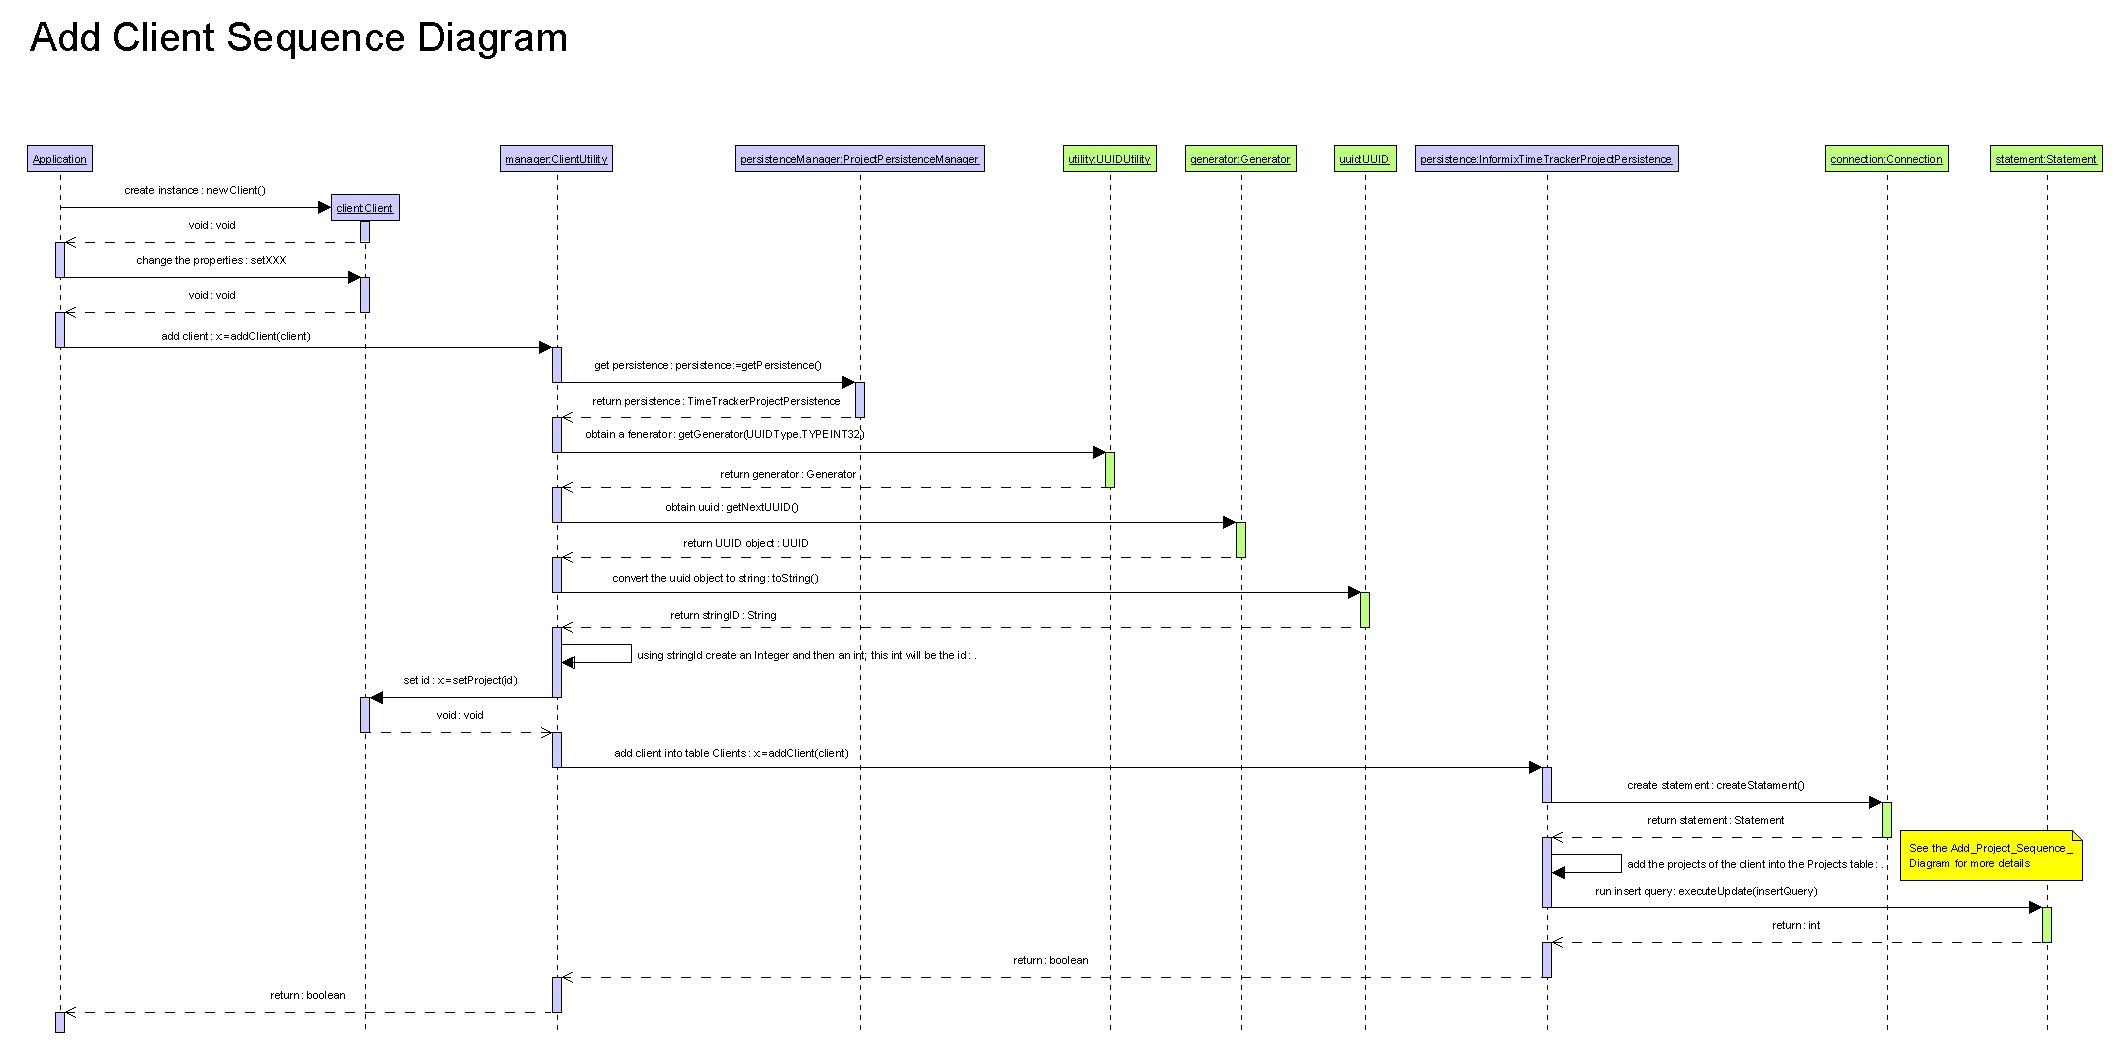 Add Client Sequence Diagram
Application
manager:ClientUtility
persistenceManager:ProjectPersistenceManager
utility:UUIDUtility
generator:Generator
uuid:UUID
persistence:InformixTimeTrackerProjectPersistence
connection:Connection
statement:Statement
create instance : new Client()
client:Client
void : void
change the properties : setXXX
void : void
add client : x:=addClient(client)
get persistence : persistence:=getPersistence()
return persistence : TimeTrackerProjectPersistence
obtain a fenerator : getGenerator(UUIDType.TYPEINT32)
return generator : Generator
obtain uuid : getNextUUID()
return UUID object : UUID
convert the uuid object to string : toString()
return stringID : String
using stringId create an Integer and then an int; this int will be the id : .
set id : x:=setProject(id)
void : void
add client into table Clients : x:=addClient(client)
create statement : createStatament()
return statement : Statement
See the Add_Project_Sequence_
Diagram for more details
add the projects of the client into the Projects table : .
run insert query : executeUpdate(insertQuery)
return : int
return : boolean
return : boolean